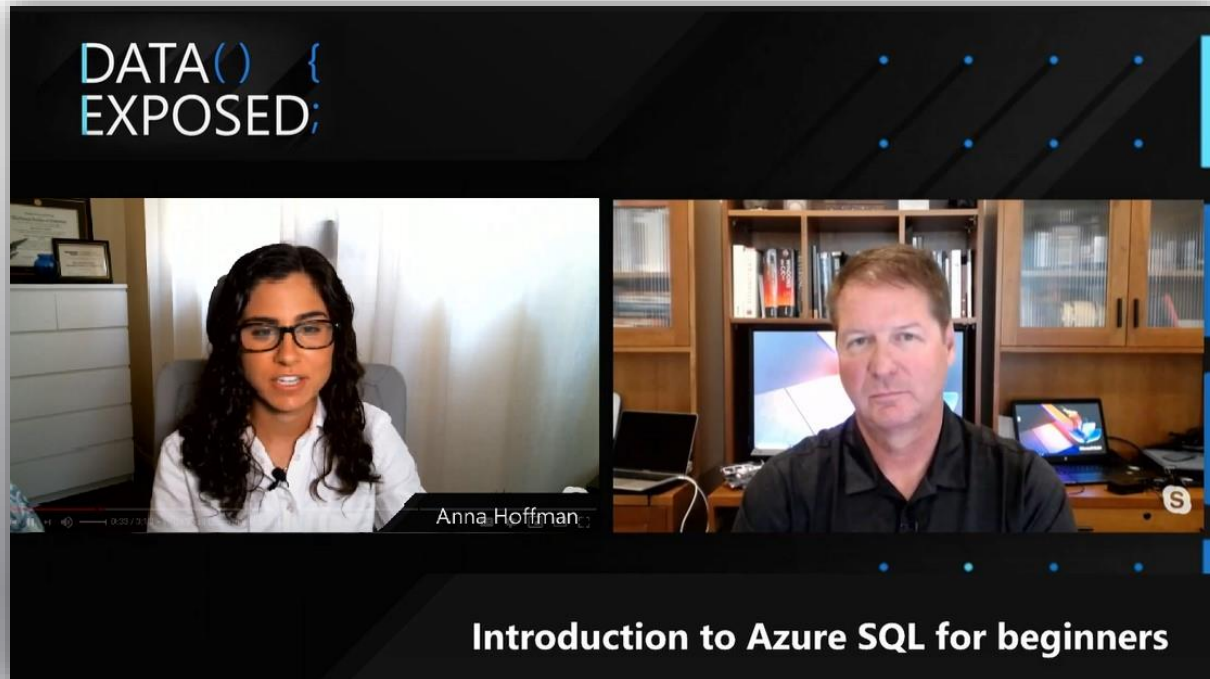 DATA() {
EXPOSED;
Anna Hoffman
Introduction to Azure SQL for beginners